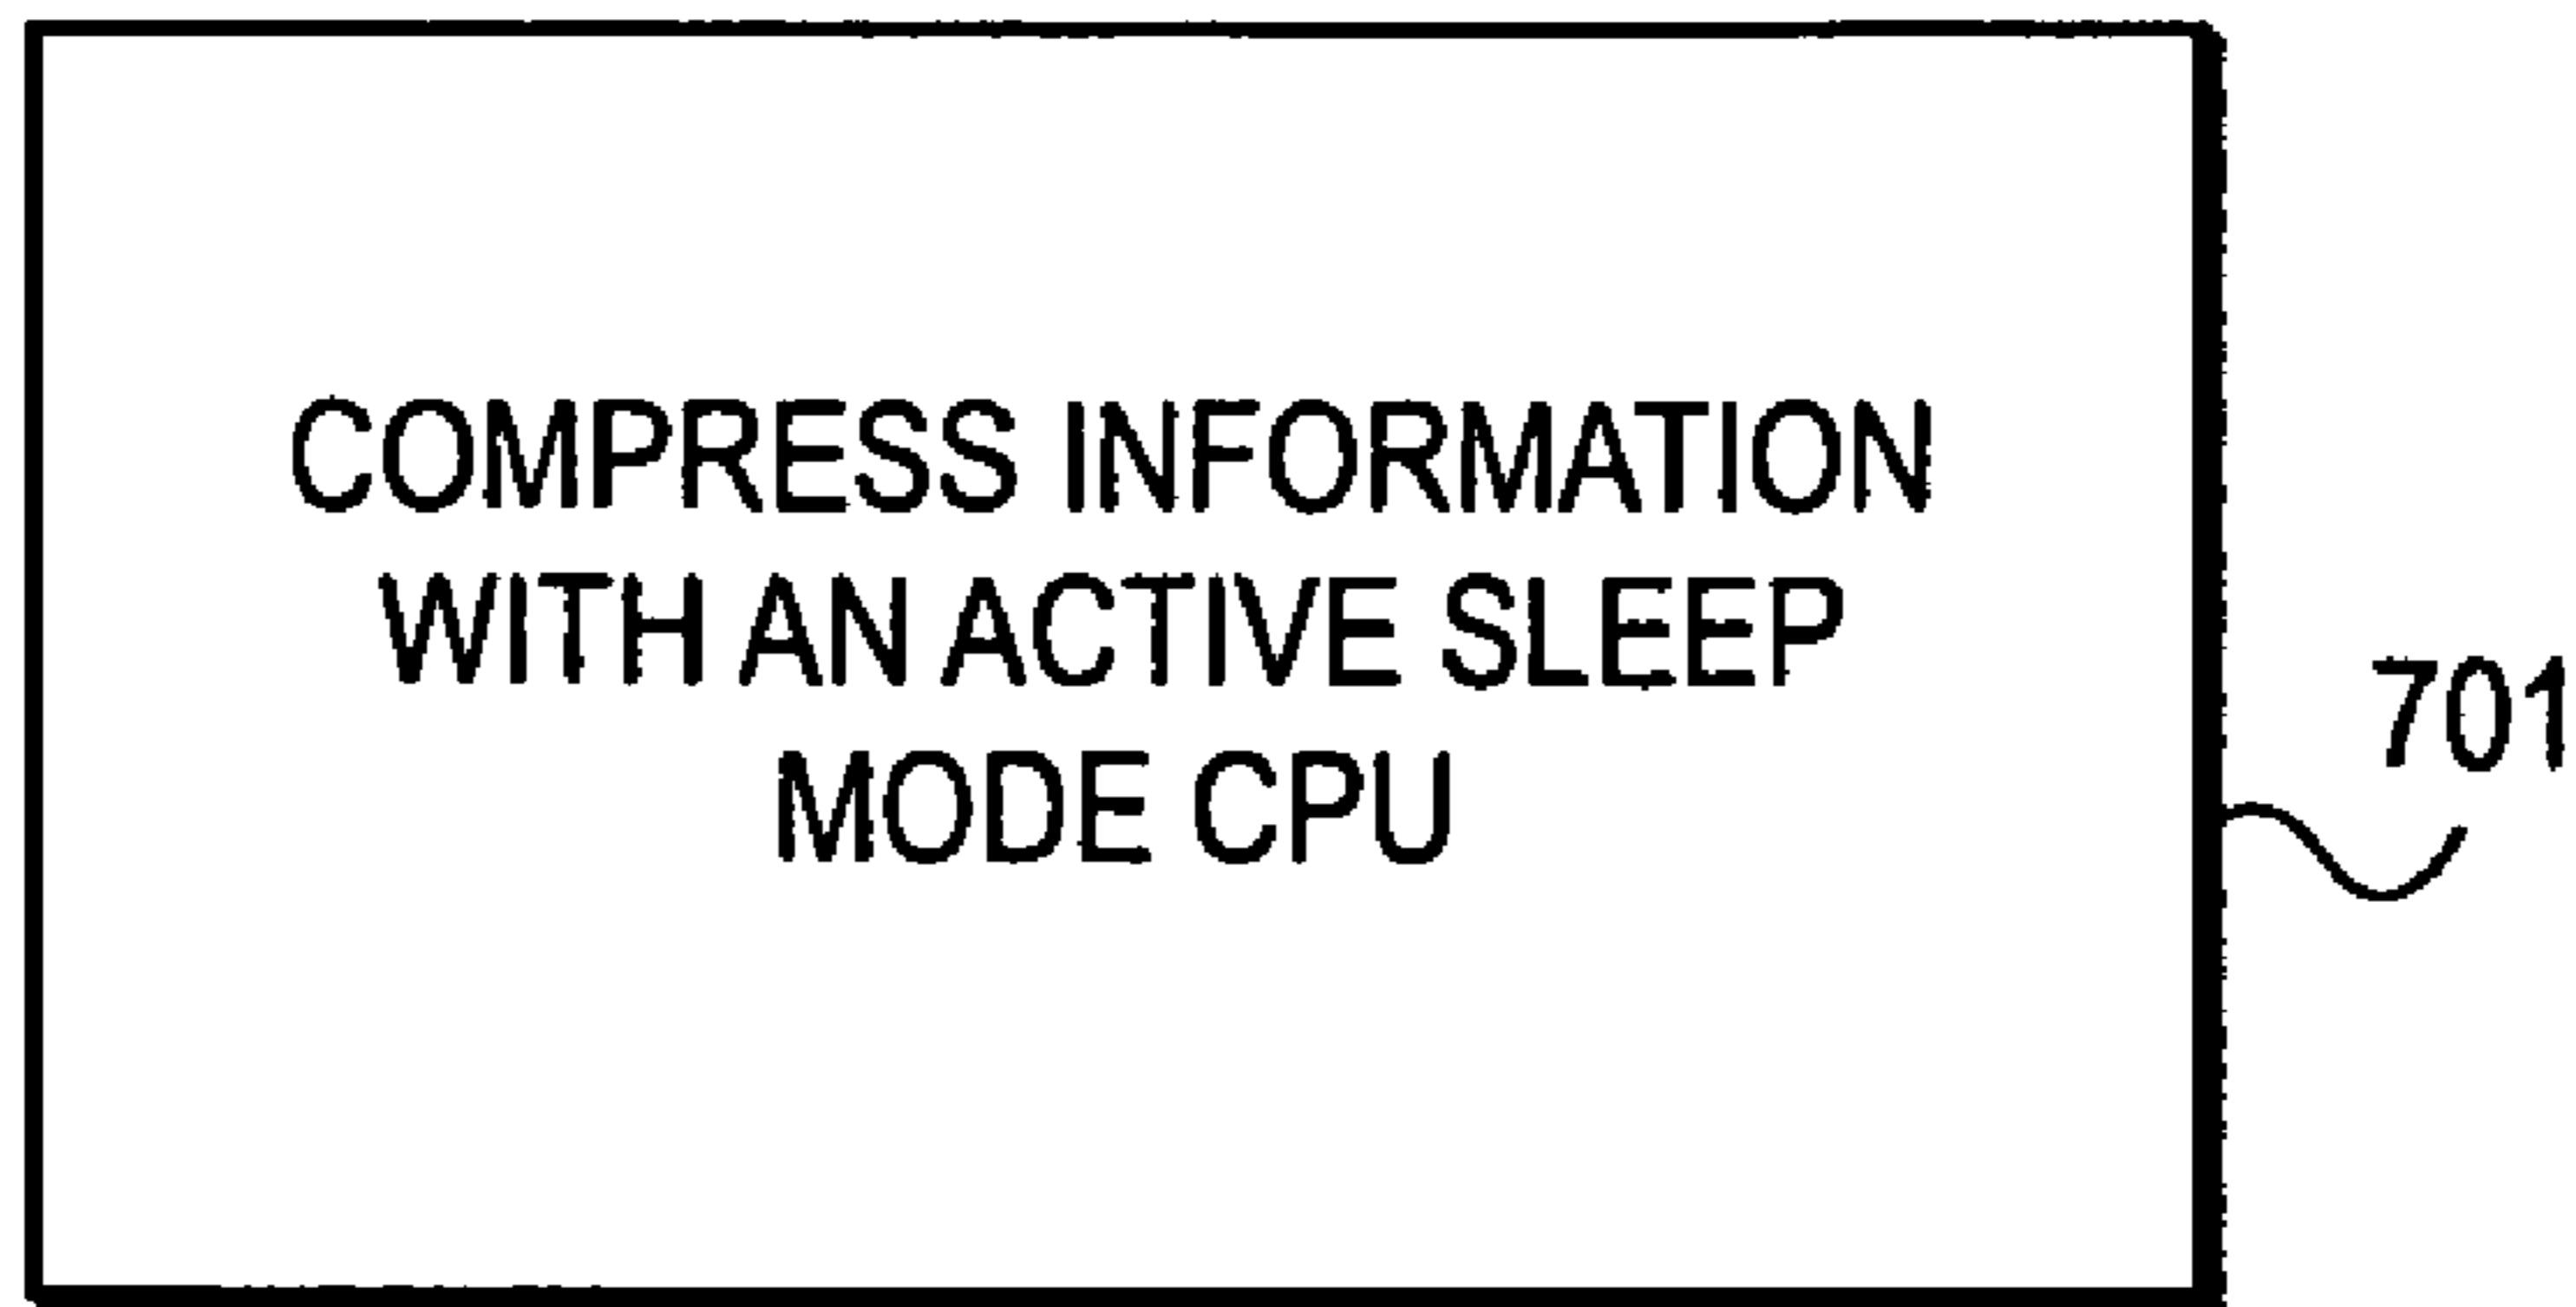 COMPRESS INFORMATION
WITH AN ACTIVE SLEEP
MODE CPU
701